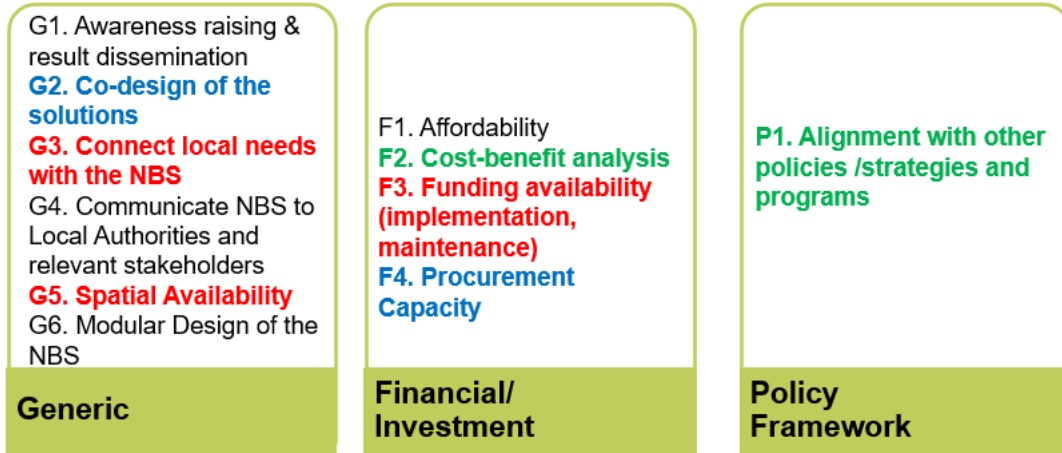 G1. Awareness raising &
result dissemination
G2. Co-design of the
solutions
G3. Connect local needs
with the NBS
G4. Communicate NBS to
Local Authorities and
relevant stakeholders
G5. Spatial Availability
G6. Modular Design of the
NBS
Generic
F1. Affordability
F2. Cost-benefit analysis
F3. Funding availability
(implementation,
maintenance)
F4. Procurement
Capacity
Financial/
Investment
P1. Alignment with other
policies /strategies and
programs
Policy
Framework